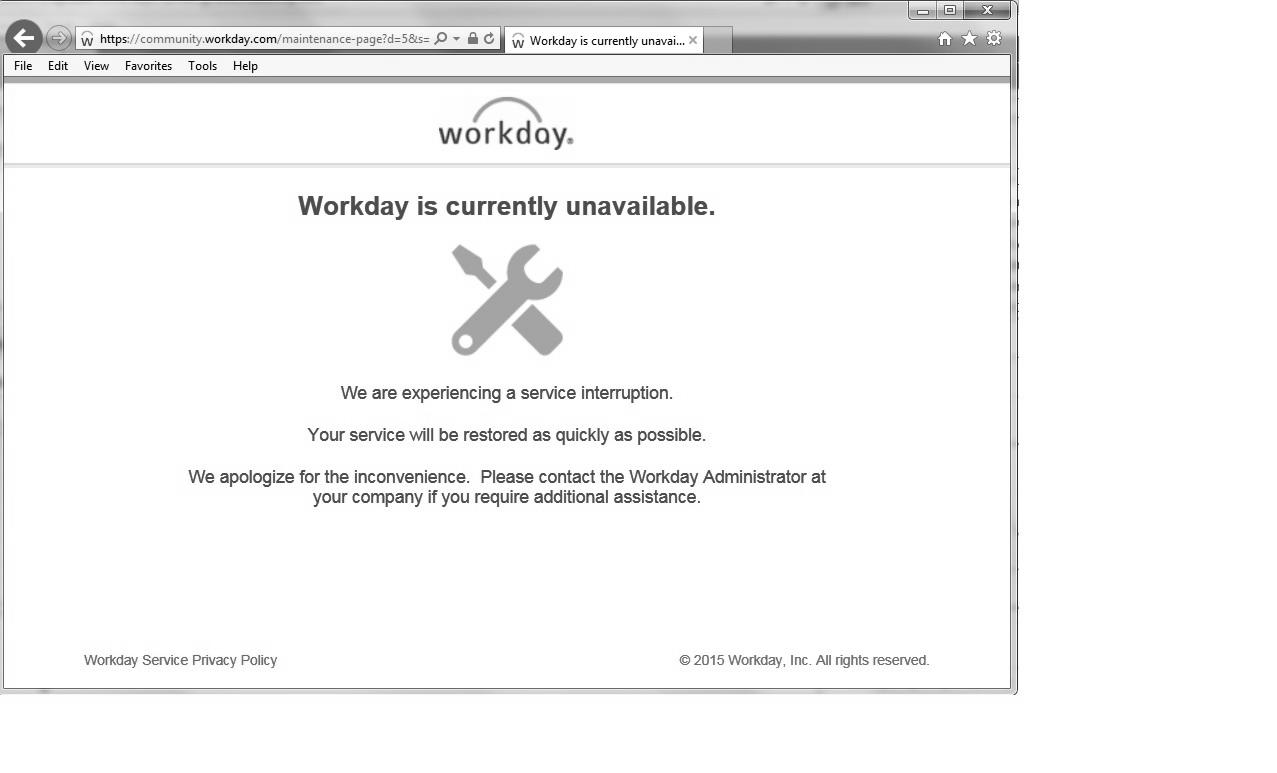 https://community.workday.com/maintenance-page?d=5&s=
Workday is currently unavai...
File Edit View Favorites Tools Help
workday®
Workday is currently unavailable.
We are experiencing a service interruption.
Your service will be restored as quickly as possible.
We apologize for the inconvenience.  Please contact the Workday Administrator at
your company if you require additional assistance.
Workday Service Privacy Policy
© 2015 Workday, Inc. All rights reserved.